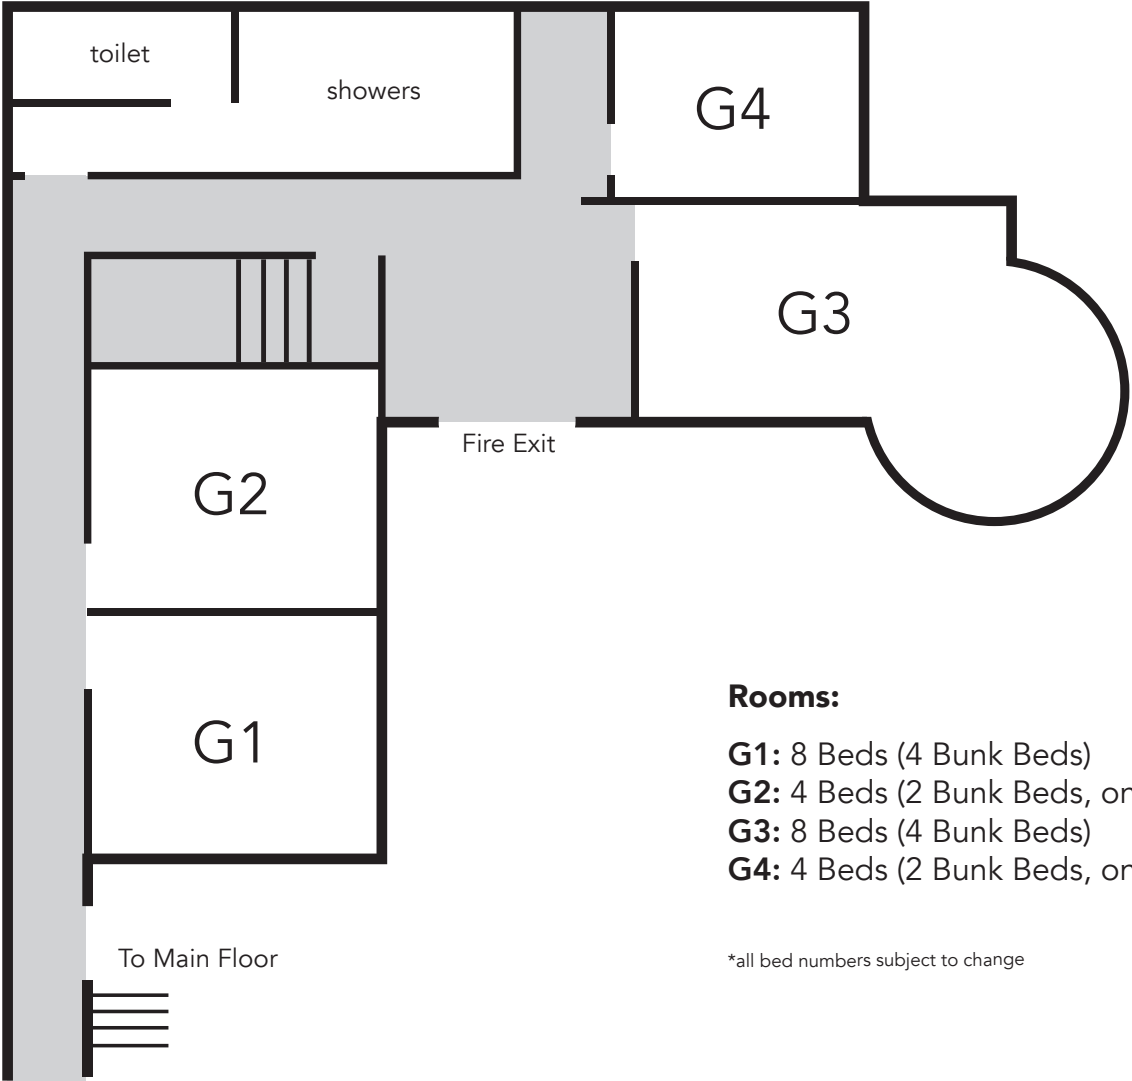 toilet
showers
G4
G3
Fire Exit
G2
G1
To Main Floor
Rooms:
G1: 8 Beds (4 Bunk Beds)
G2: 4 Beds (2 Bunk Beds,
G3: 8 Beds (4 Bunk Beds)
G4: 4 Beds (2 Bunk Beds,
*all bed numbers subject to change